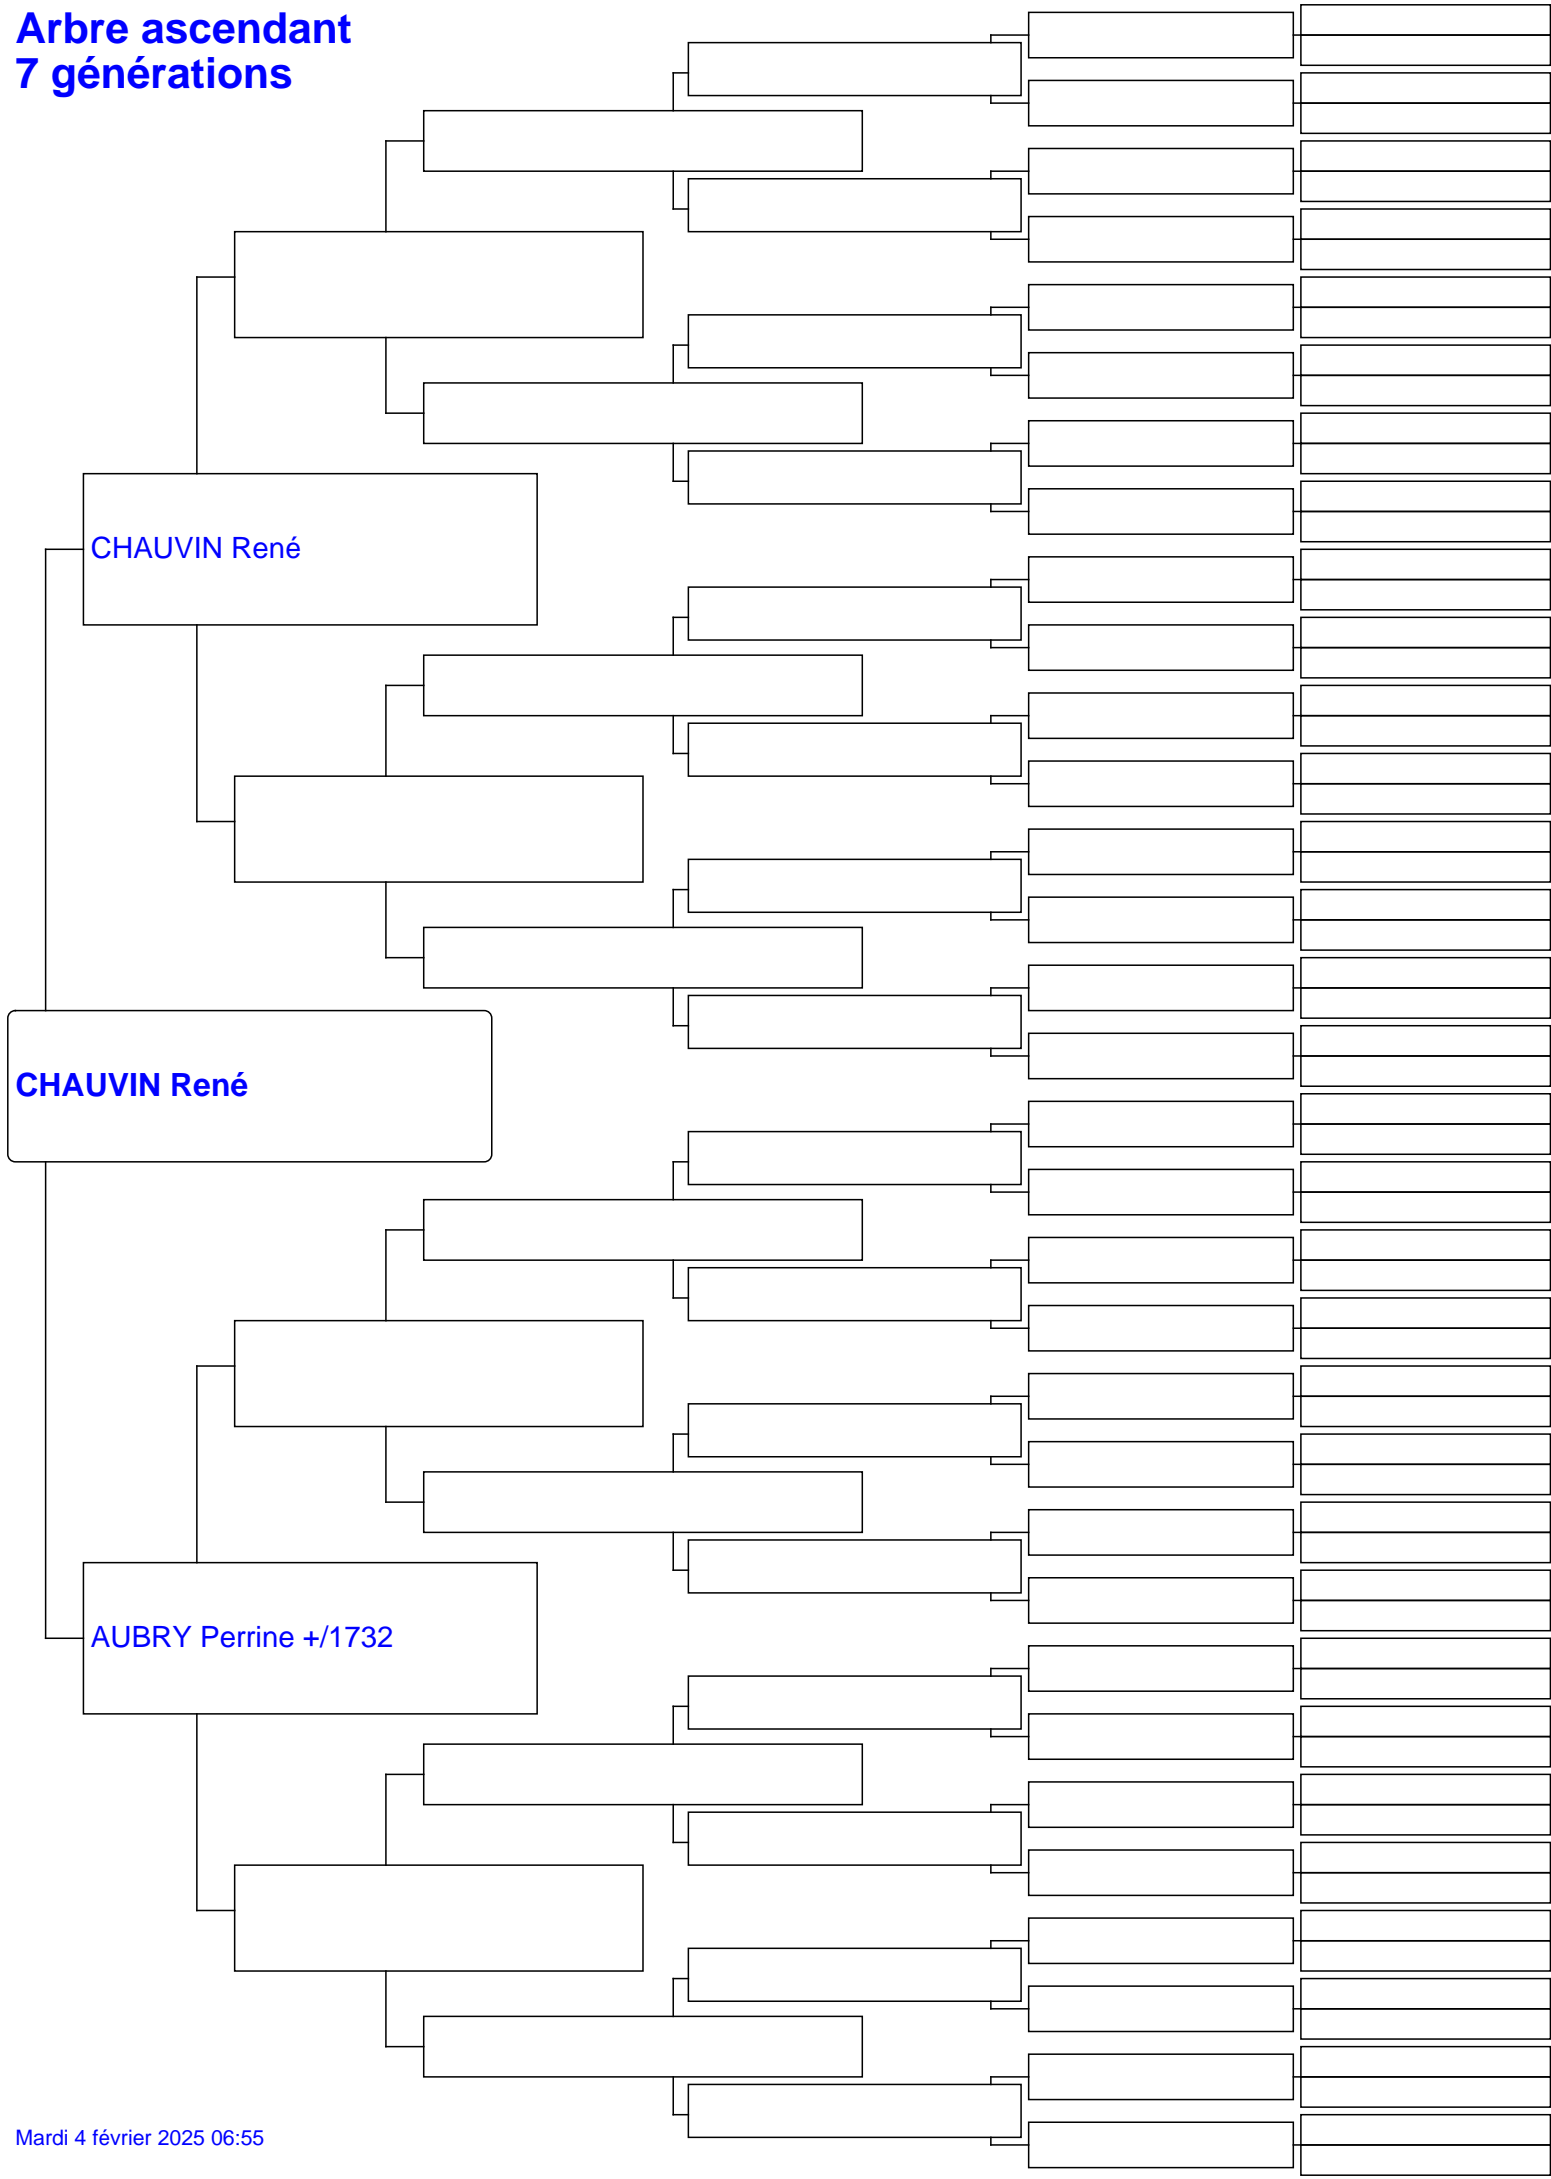 Arbre ascendant
7 générations
CHAUVIN René
CHAUVIN René
AUBRY Perrine +/1732
Mardi 4 février 2025 06:55